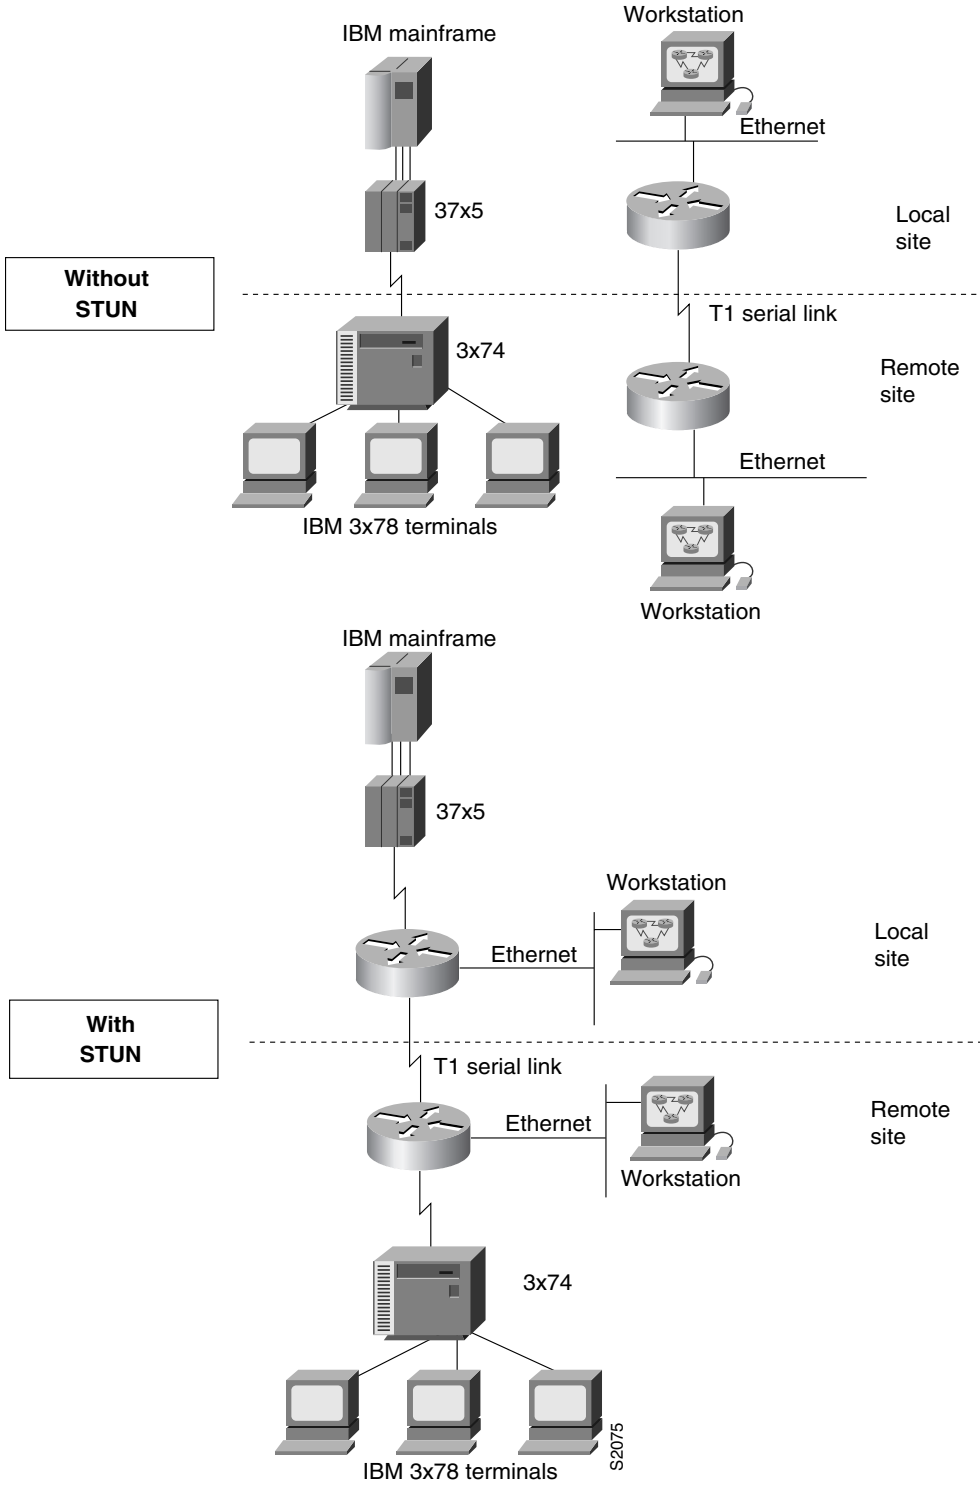 Workstation
IBM mainframe
Ethernet
37x5
Local
site
Without
STUN
T1 serial link
3x74
Remote
site
Ethernet
IBM 3x78 terminals
Workstation
IBM mainframe
37x5
Workstation
Local
site
Ethernet
With
STUN
T1 serial link
Remote
site
Ethernet
Workstation
3x74
S2075
IBM 3x78 terminals